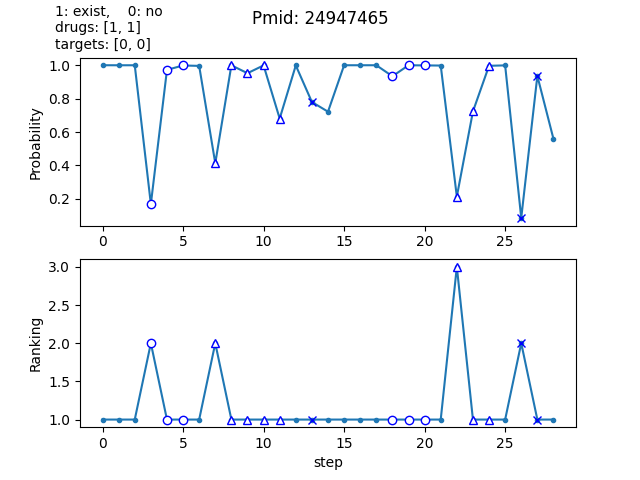 1: exist,    0: no
drugs: [1, 1]
targets: [0, 0]
Pmid: 24947465
1.0
0.8
0.6
0.4
0.2
Probability
0 5 10 15 20 25
3.0
2.5
2.0
1.5
1.0
Ranking
0 5 10 15 20 25
step